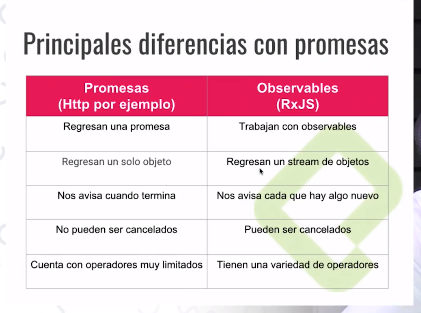 Principales diferencias con promesas
Promesas
(Http por ejemplo)
Observables
(RxJS)
Regresan una promesa
Trabajan con observables
Regresan un solo objeto
Regresan un stream de objetos
Nos avisa cuando termina
Nos avisa cada que hay algo nuevo
No pueden ser cancelados
Pueden ser cancelados
Cuenta con operadores muy limitados
Tienen una variedad de operadores